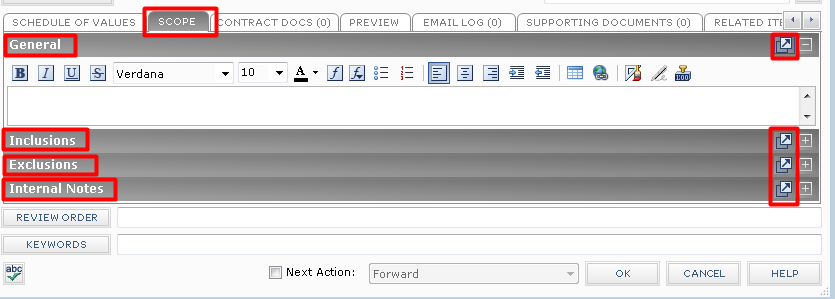 SCHEDULE OF VALUES SCOPE CONTRACT DOCS (0) PREVIEW EMAIL LOG (0) SUPPORTING DOCUMENTS (0) RELATED ITE
General
B I U S Verdana 10 A f f
Inclusions
Exclusions
Internal Notes
REVIEW ORDER
KEYWORDS
abc Next Action: Forward OK CANCEL HELP